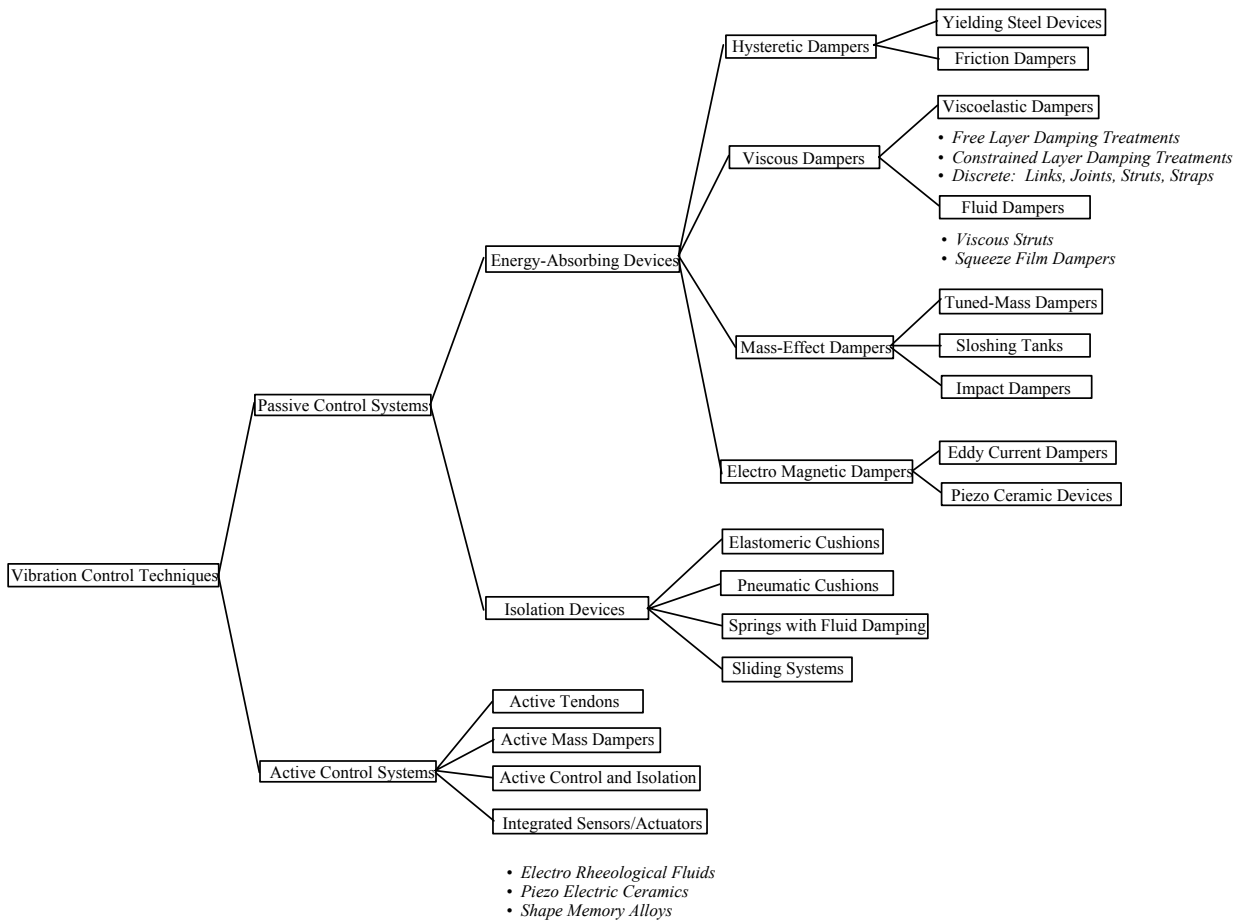 Yielding Steel Devices
Hysteretic Dampers
Friction Dampers
Viscoelastic Dampers
• Free Layer Damping Treatments
• Constrained Layer Damping Treatments
• Discrete: Links, Joints, Struts, Straps
Viscous Dampers
Fluid Dampers
• Viscous Struts
• Squeeze Film Dampers
Energy-Absorbing Devices
Tuned-Mass Dampers
Mass-Effect Dampers
Sloshing Tanks
Impact Dampers
Passive Control Systems
Eddy Current Dampers
Electro Magnetic Dampers
Piezo Ceramic Devices
Elastomeric Cushions
Vibration Control Techniques
Pneumatic Cushions
Isolation Devices
Springs with Fluid Damping
Sliding Systems
Active Tendons
Active Mass Dampers
Active Control Systems
Active Control and Isolation
Integrated Sensors/Actuators
• Electro Rheological Fluids
• Piezo Electric Ceramics
• Shape Memory Alloys